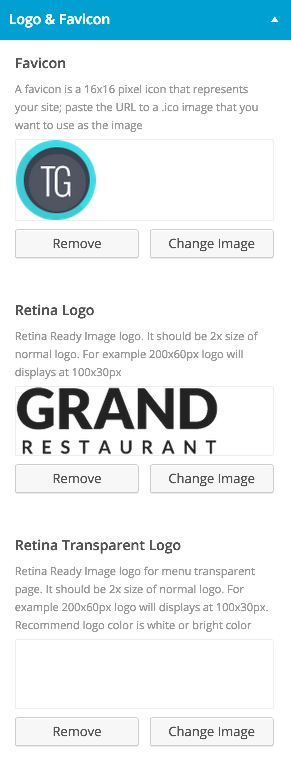 Logo & Favicon
Favicon
A favicon is a 16x16 pixel icon that represents
your site; paste the URL to a .ico image that you
want to use as the image
TG
Remove
Change Image
Retina Logo
Retina Ready Image logo. It should be 2x size of
normal logo. For example 200x60px logo will
displays at 100x30px
GRAND
RESTAURANT
Remove
Change Image
Retina Transparent Logo
Retina Ready Image logo for menu transparent
page. It should be 2x size of normal logo. For
example 200x60px logo will displays at 100x30px.
Recommend logo color is white or bright color
Remove
Change Image